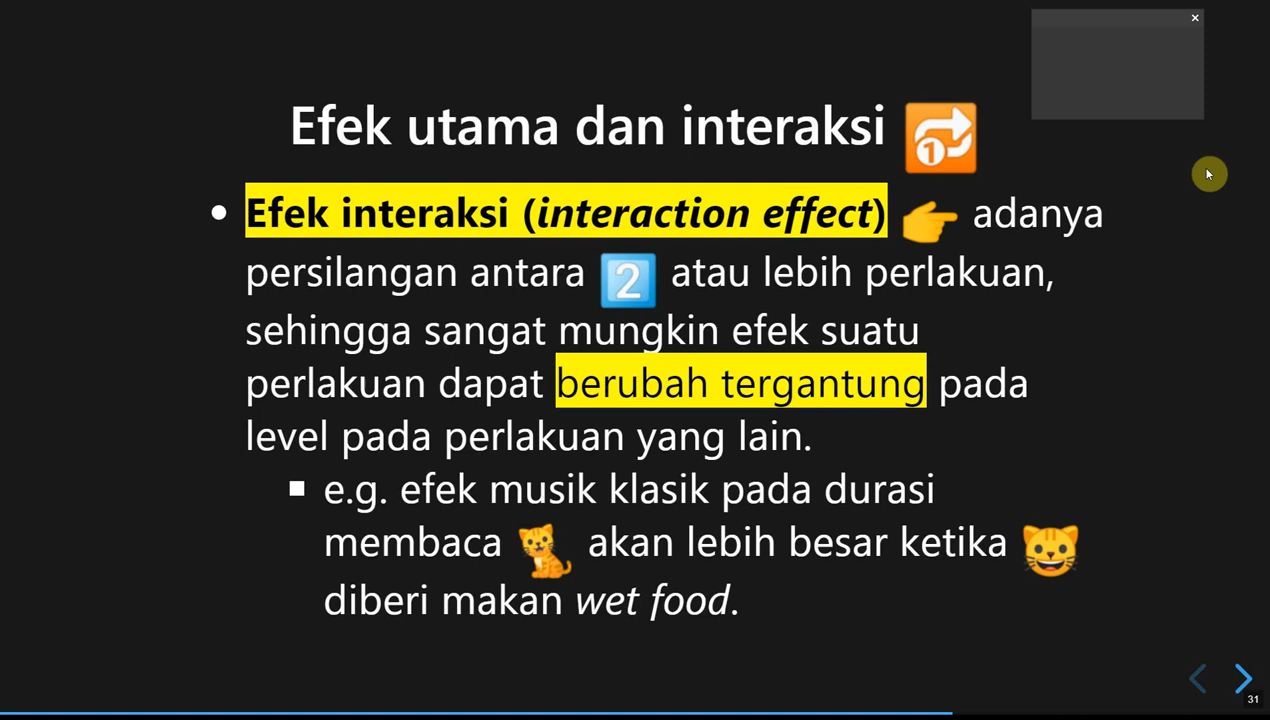 Efek utama dan interaksi
Efek interaksi (interaction effect) 👉 adanya
persilangan antara 2️⃣ atau lebih perlakuan,
sehingga sangat mungkin efek suatu
perlakuan dapat berubah tergantung pada
level pada perlakuan yang lain.
e.g. efek musik klasik pada durasi
membaca 🐈 akan lebih besar ketika 😺
diberi makan wet food.
31